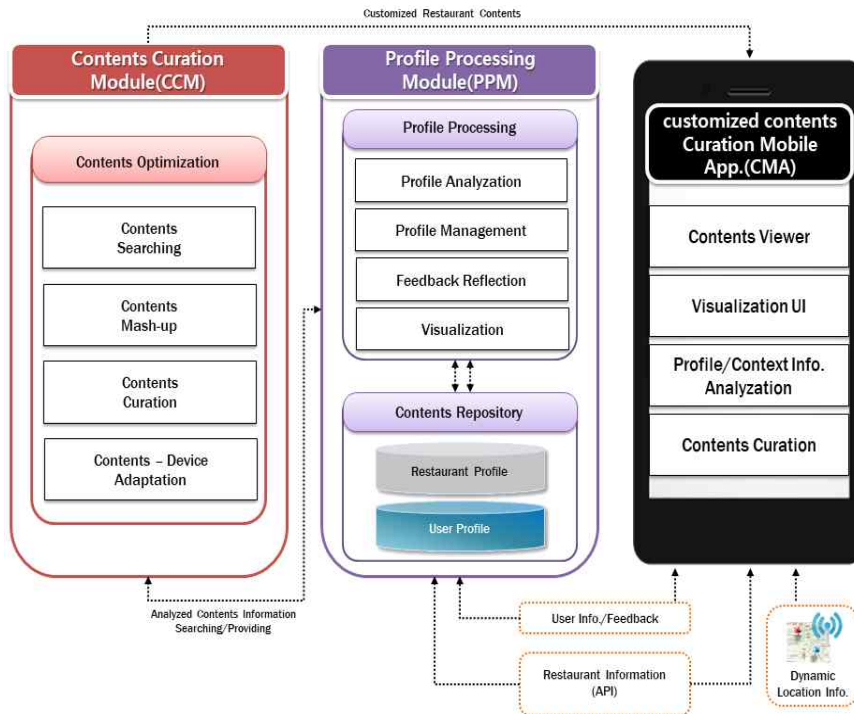 Customized Restaurant Contents
Contents Curation
Module(CCM)
Contents Optimization
Contents
Searching
Contents
Mash-up
Contents
Curation
Contents – Device
Adaptation
Profile Processing
Module(PPM)
Profile Processing
Profile Analyzation
Profile Management
Feedback Reflection
Visualization
Contents Repository
Restaurant Profile
User Profile
customized contents
Curation Mobile
App.(CMA)
Contents Viewer
Visualization UI
Profile/Context Info.
Analyzation
Contents Curation
Analyzed Contents Information
Searching/Providing
User Info./Feedback
Restaurant Information
(API)
Dynamic
Location Info.